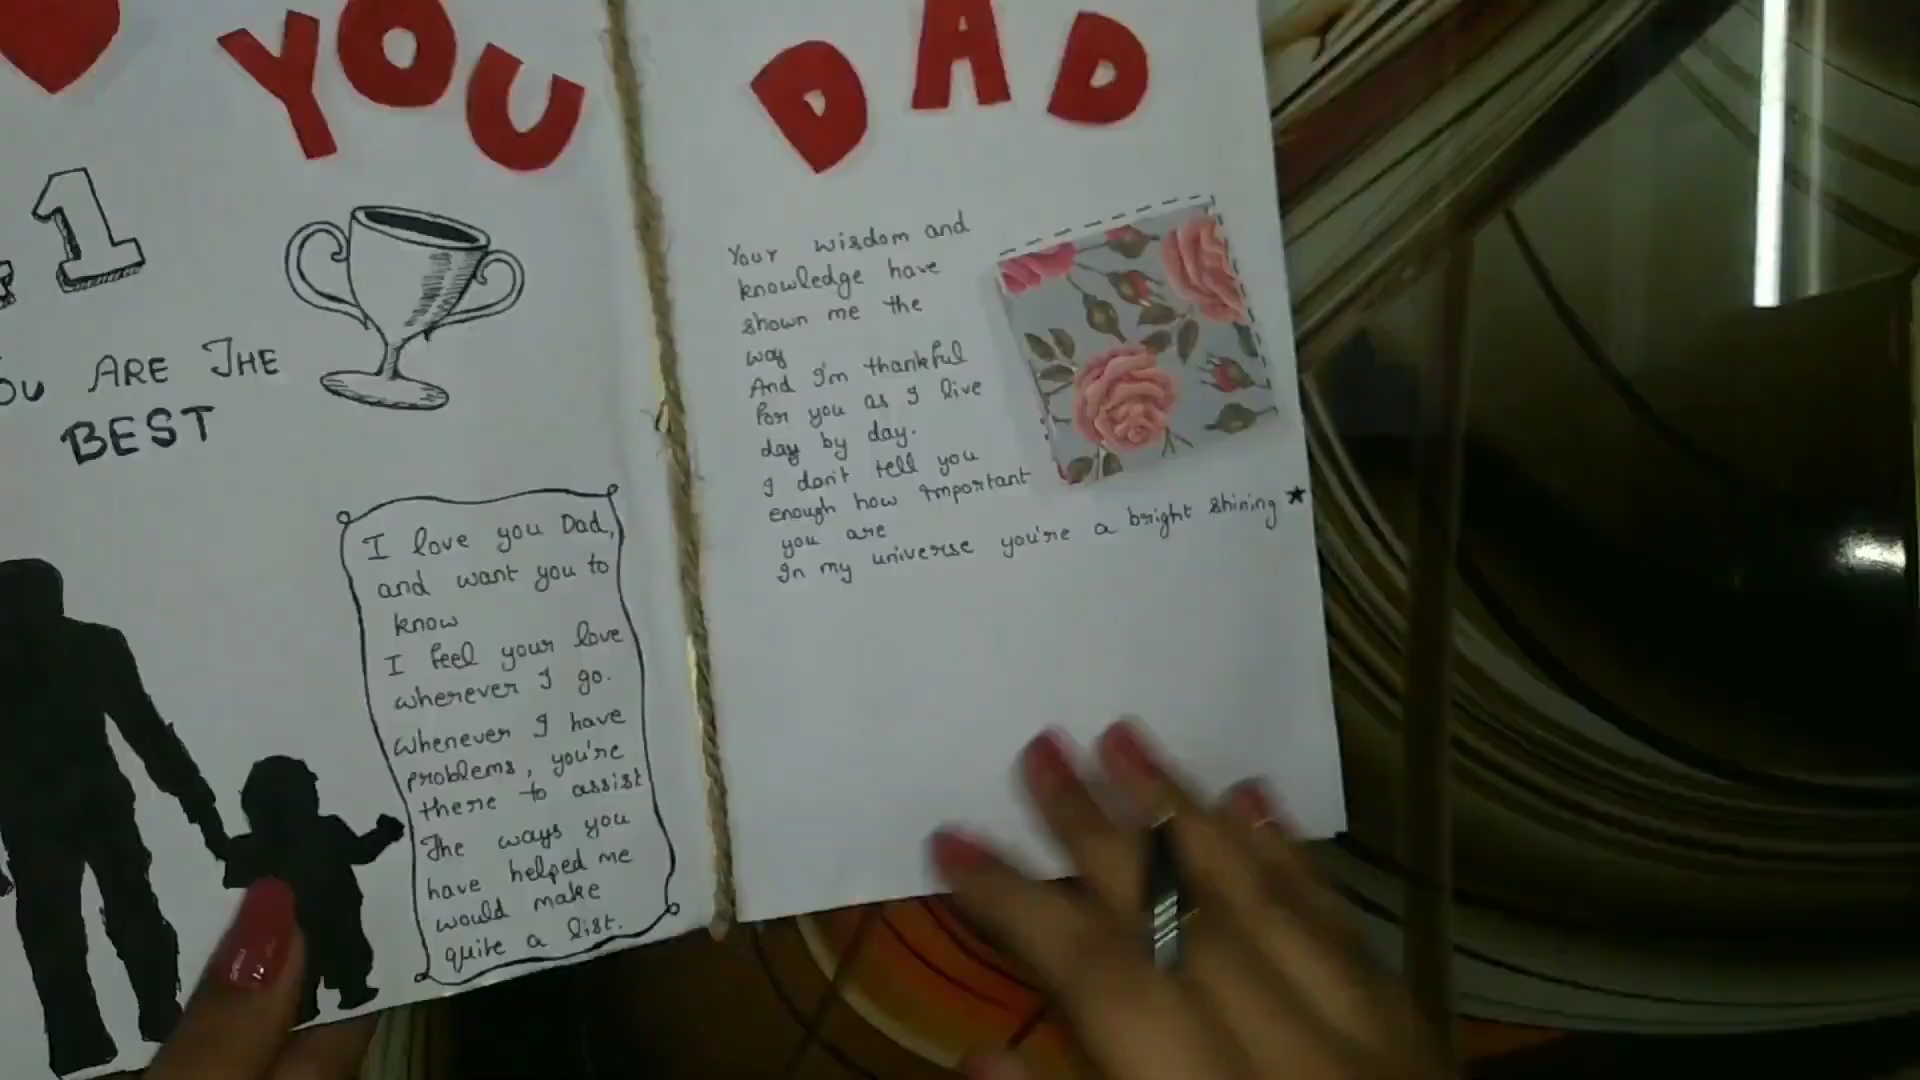 YOU
DAD
1
YOU ARE THE
BEST
I love you Dad,
and want you to
know
I feel your love
wherever I go.
Whenever I have
problems, you're
there to assist
The ways you
have helped me
would make
quite a list.
Your wisdom and
knowledge have
shown me the
way
And I'm thankful
for you as I live
day by day.
I don't tell you
enough how important
you are
In my universe you're a bright shining ★